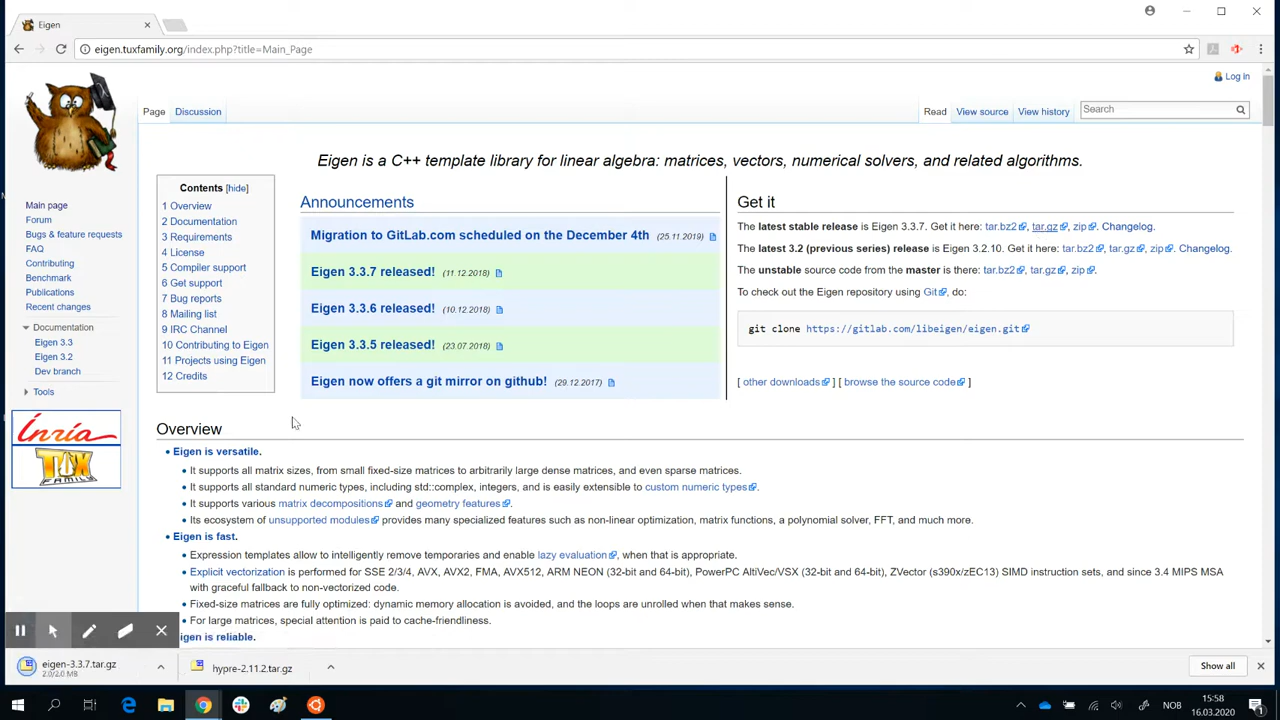 Eigen
eigen.tuxfamily.org/index.php?title=Main_Page
Log in
Page
Discussion
Read
View source
View history
Search
Eigen is a C++ template library for linear algebra: matrices, vectors, numerical solvers, and related algorithms.
Main page
Forum
Bugs & feature requests
FAQ
Contributing
Benchmark
Publications
Recent changes
Documentation
Eigen 3.3
Eigen 3.2
Dev branch
Tools
Inria
TUX
FAMILY
Contents [hide]
1 Overview
2 Documentation
3 Requirements
4 License
5 Compiler support
6 Get support
7 Bug reports
8 Mailing list
9 IRC Channel
10 Contributing to Eigen
11 Projects using Eigen
12 Credits
Announcements
Migration to GitLab.com scheduled on the December 4th (25.11.2019)
Eigen 3.3.7 released! (11.12.2018)
Eigen 3.3.6 released! (10.12.2018)
Eigen 3.3.5 released! (23.07.2018)
Eigen now offers a git mirror on github! (29.12.2017)
Get it
The latest stable release is Eigen 3.3.7. Get it here: tar.bz2, tar.gz, zip. Changelog.
The latest 3.2 (previous series) release is Eigen 3.2.10. Get it here: tar.bz2, tar.gz, zip. Changelog.
The unstable source code from the master is there: tar.bz2, tar.gz, zip.
To check out the Eigen repository using Git, do:
git clone https://gitlab.com/libeigen/eigen.git
[ other downloads ] [ browse the source code ]
Overview
Eigen is versatile.
It supports all matrix sizes, from small fixed-size matrices to arbitrarily large dense matrices, and even sparse matrices.
It supports all standard numeric types, including std::complex, integers, and is easily extensible to custom numeric types.
It supports various matrix decompositions and geometry features.
Its ecosystem of unsupported modules provides many specialized features such as non-linear optimization, matrix functions, a polynomial solver, FFT, and much more.
Eigen is fast.
Expression templates allow to intelligently remove temporaries and enable lazy evaluation, when that is appropriate.
Explicit vectorization is performed for SSE 2/3/4, AVX, AVX2, FMA, AVX512, ARM NEON (32-bit and 64-bit), PowerPC AltiVec/VSX (32-bit and 64-bit), ZVector (s390x/zEC13) SIMD instruction sets, and since 3.4 MIPS MSA
with graceful fallback to non-vectorized code.
Fixed-size matrices are fully optimized: dynamic memory allocation is avoided, and the loops are unrolled when that makes sense.
For large matrices, special attention is paid to cache-friendliness.
igen is reliable.
eigen-3.3.7.tar.gz
2.0/2.0 MB
hypre-2.11.2.tar.gz
Show all
NOB
15:58
16.03.2020
1